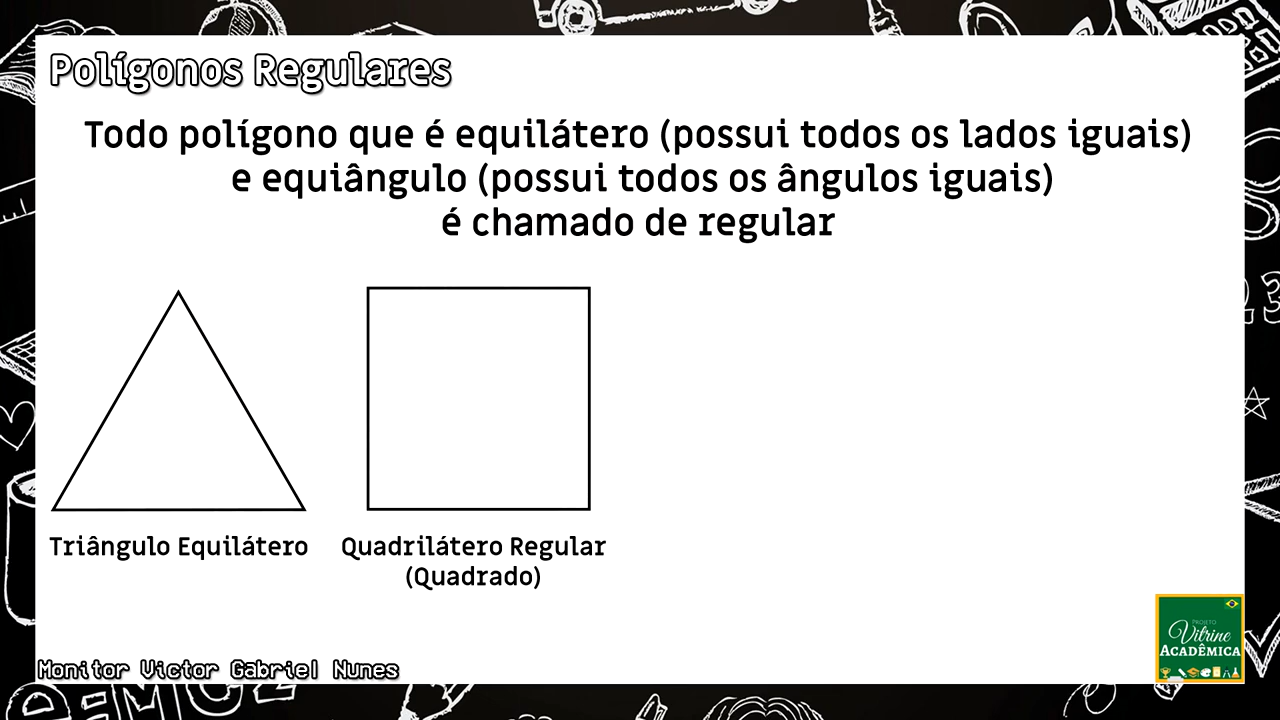 Polígonos Regulares
Todo polígono que é equilátero (possui todos os lados iguais)
e equiângulo (possui todos os ângulos iguais)
é chamado de regular
Triângulo Equilátero
Quadrilátero Regular
(Quadrado)
PROJETO
Vitrine
ACADÊMICA
Monitor Victor Gabriel Nunes